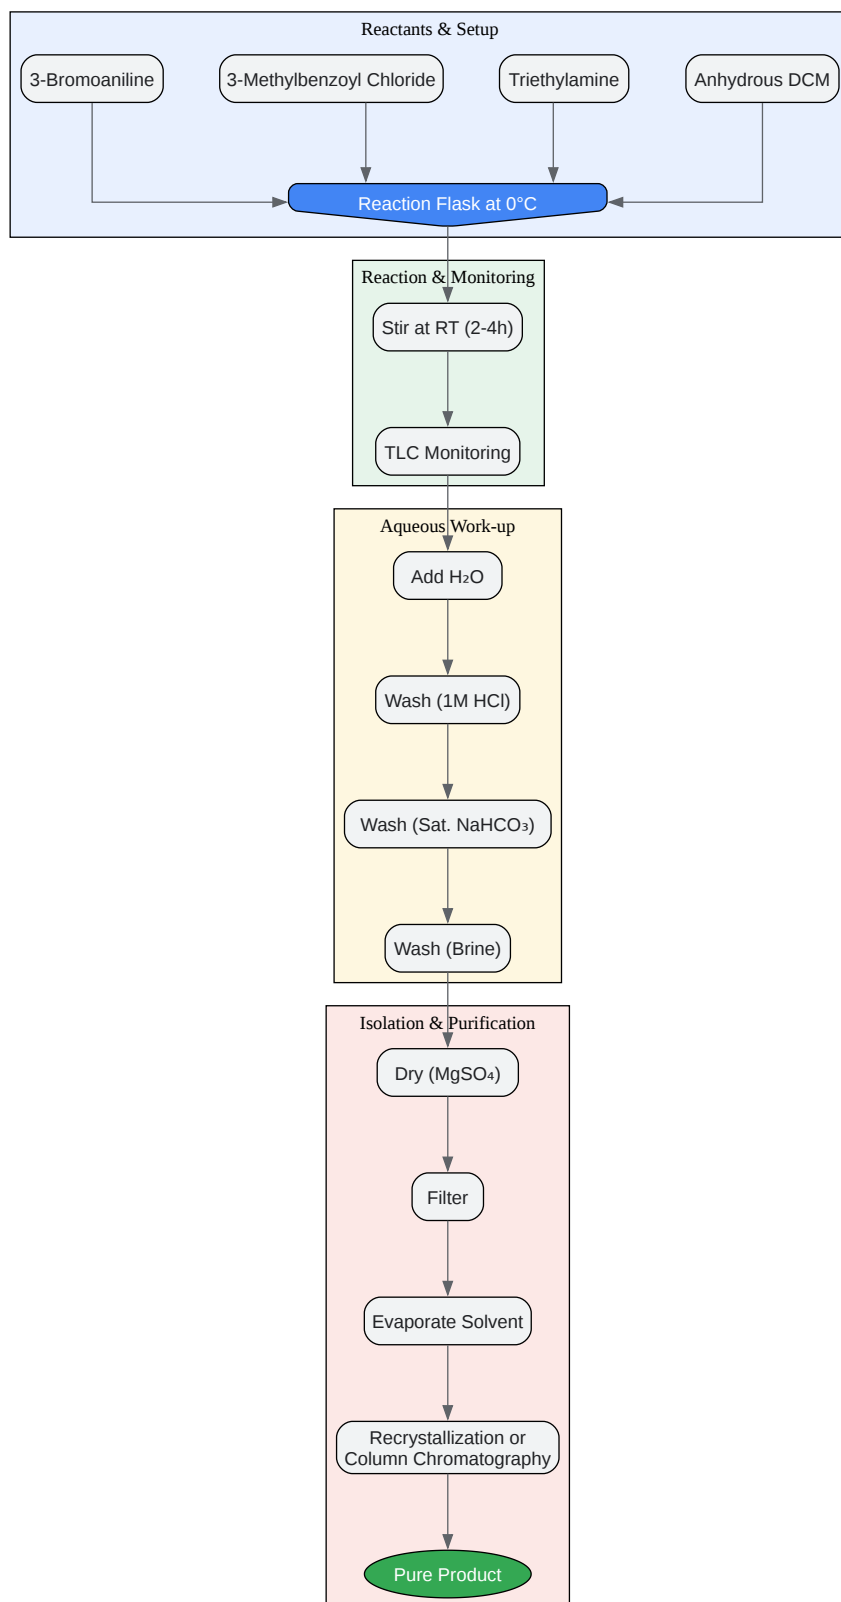 Reactants & Setup
3-Bromoaniline
3-Methylbenzoyl Chloride
Triethylamine
Anhydrous DCM
Reaction Flask at 0°C
Reaction & Monitoring
Stir at RT (2-4h)
TLC Monitoring
Aqueous Work-up
Add H₂O
Wash (1M HCl)
Wash (Sat. NaHCO₃)
Wash (Brine)
Isolation & Purification
Dry (MgSO₄)
Filter
Evaporate Solvent
Recrystallization or
Column Chromatography
Pure Product